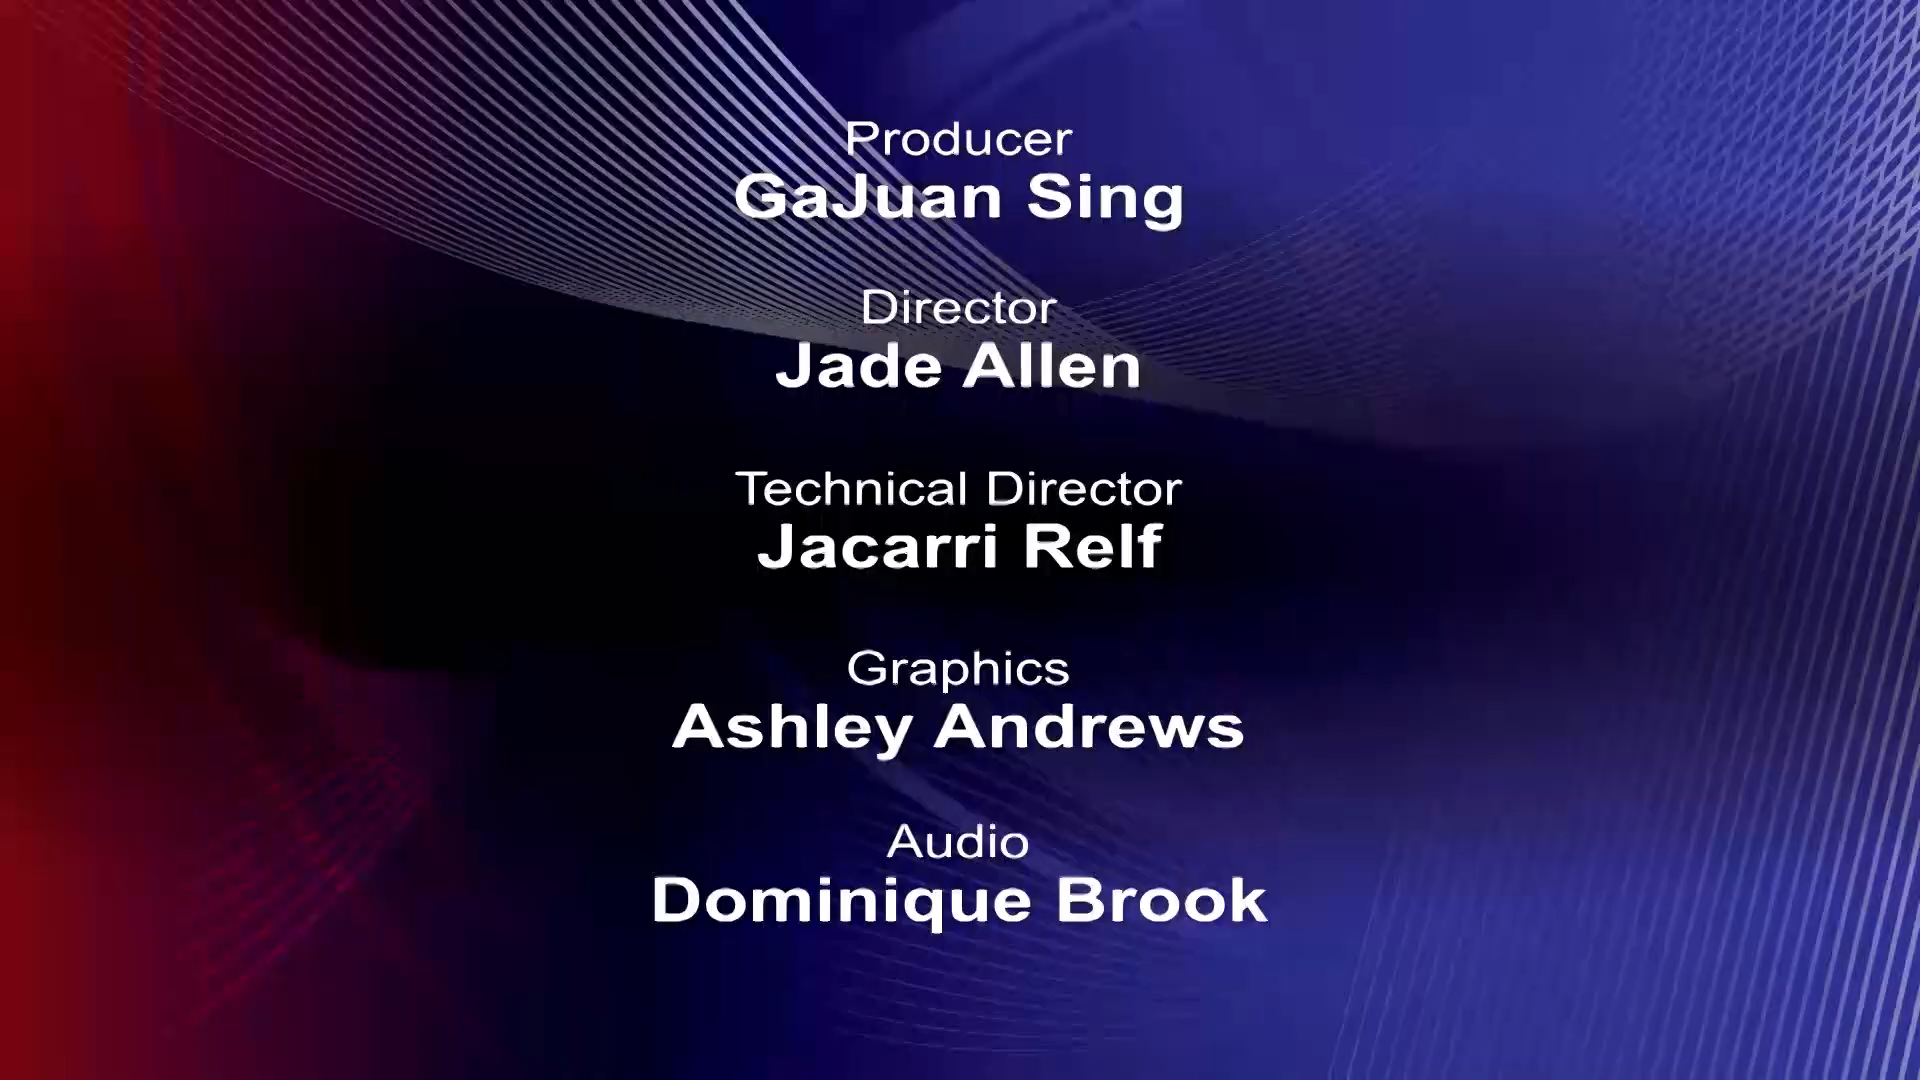 Producer
GaJuan Sing
Director
Jade Allen
Technical Director
Jacarri Relf
Graphics
Ashley Andrews
Audio
Dominique Brook